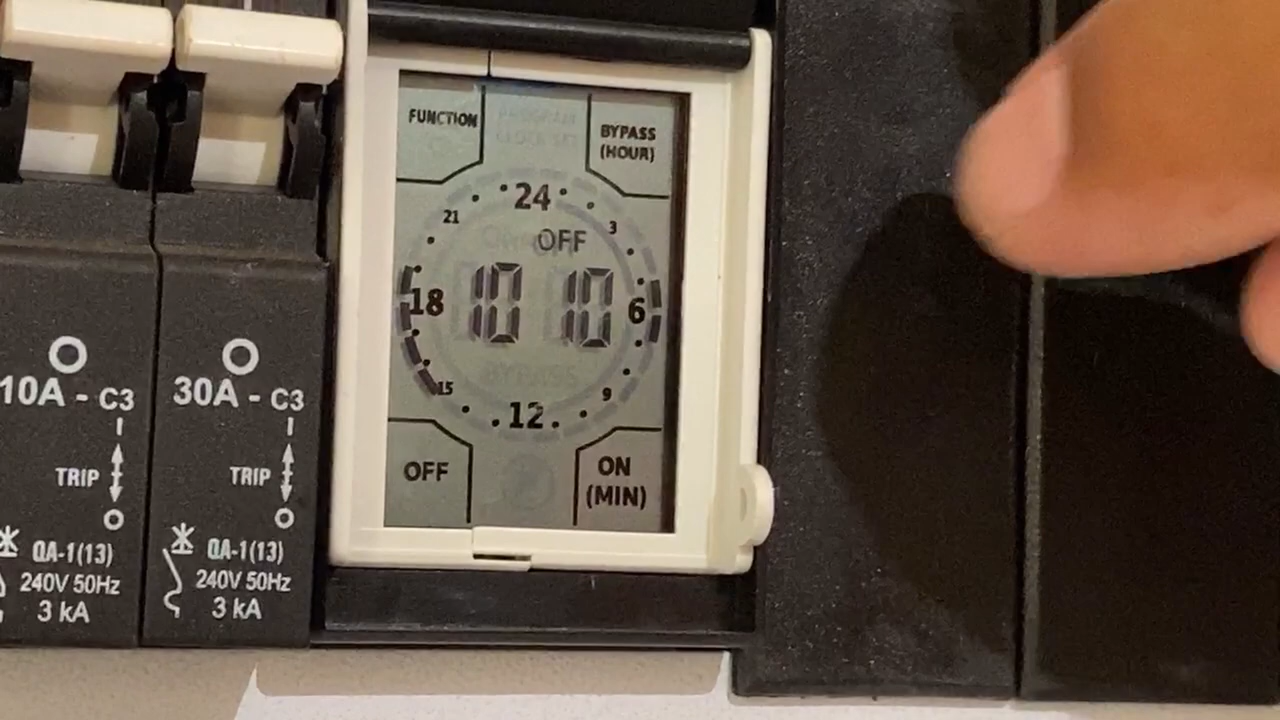 FUNCTION
BYPASS
(HOUR)
24
21
3
OFF
18
10 10
6
15
9
12
OFF
ON
(MIN)
BYPASS
10A - C3
TRIP
QA-1(13)
240V 50Hz
3 kA
30A - C3
TRIP
QA-1(13)
240V 50Hz
3 kA